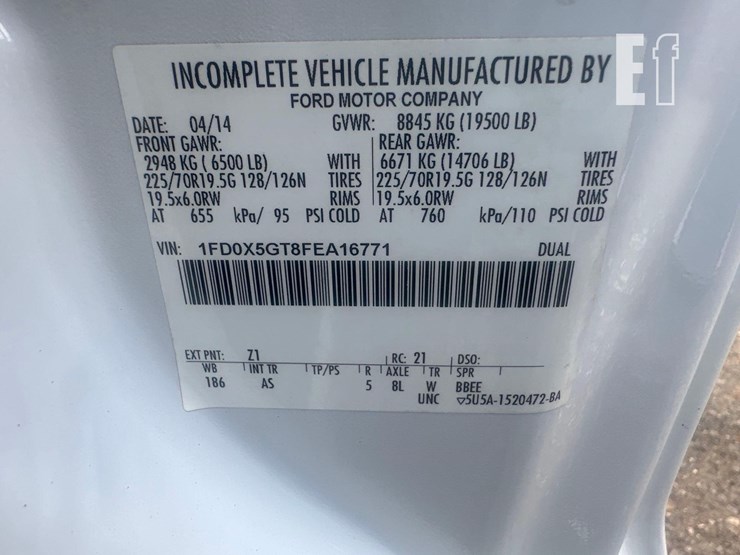 Ef
INCOMPLETE VEHICLE MANUFACTURED BY
FORD MOTOR COMPANY
DATE: 04/14 GVWR: 8845 KG (19500 LB)
FRONT GAWR: REAR GAWR:
2948 KG ( 6500 LB) WITH 6671 KG (14706 LB) WITH
225/70R19.5G 128/126N TIRES 225/70R19.5G 128/126N TIRES
19.5x6.0RW RIMS 19.5x6.0RW RIMS
AT 655 kPa/ 95 PSI COLD AT 760 kPa/110 PSI COLD
VIN: 1FD0X5GT8FEA16771 DUAL
EXT PNT: Z1 RC: 21 DSO:
WB INT TR TP/PS R AXLE TR SPR
186 AS 5 8L W BBEE
UNC ▽5U5A-1520472-BA